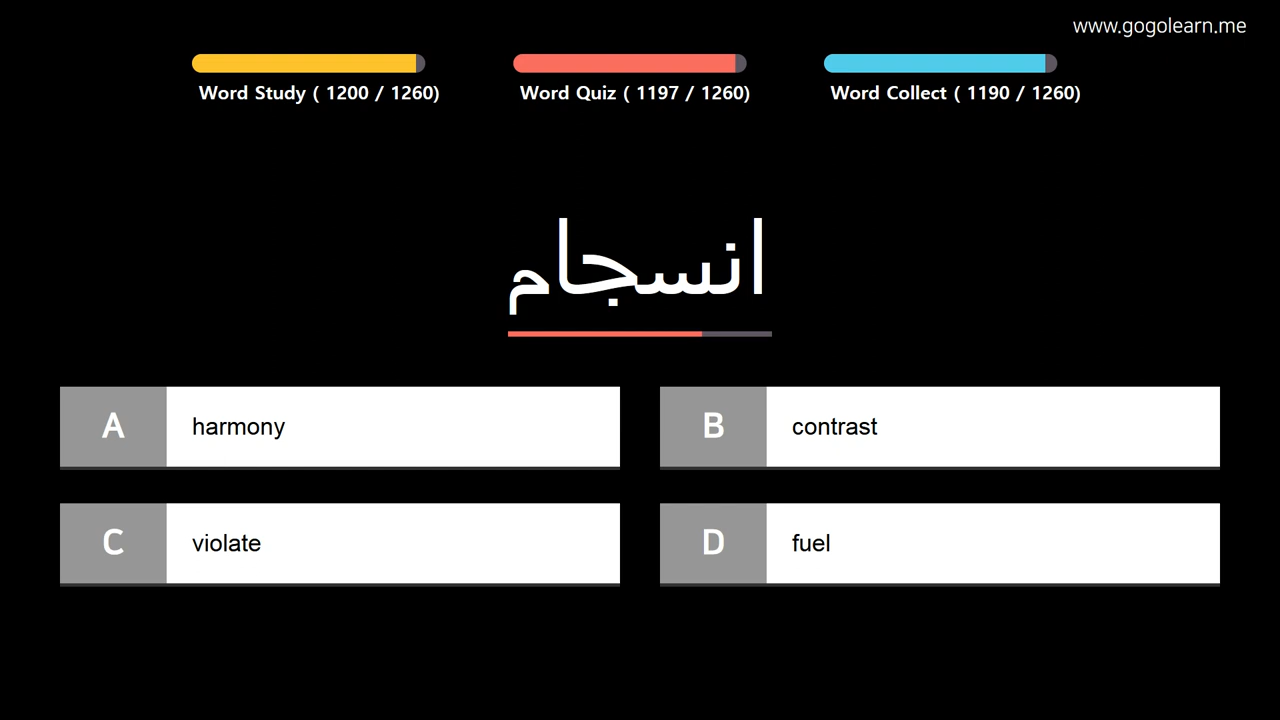 www.gogolearn.me
Word Study ( 1200 / 1260)
Word Quiz ( 1197 / 1260)
Word Collect ( 1190 / 1260)
انسجام
A harmony
B contrast
C violate
D fuel